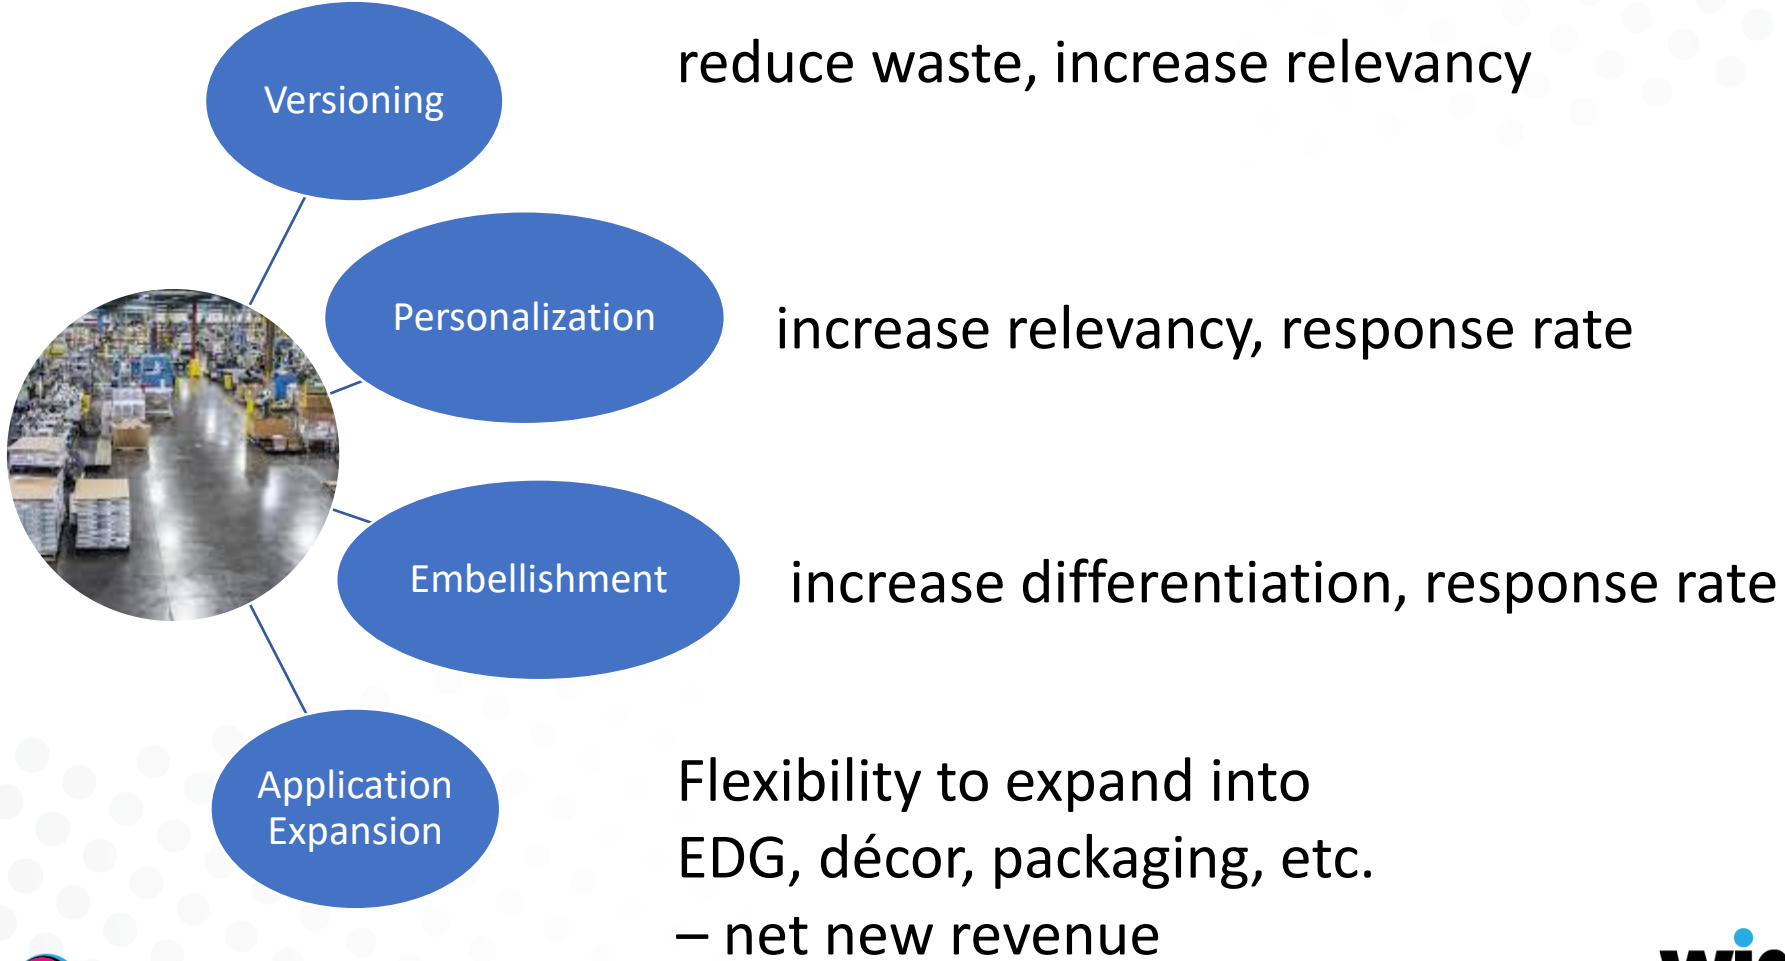 Versioning
reduce waste, increase relevancy
Personalization
increase relevancy, response rate
Embellishment
increase differentiation, response rate
Application
Expansion
Flexibility to expand into
EDG, décor, packaging, etc.
– net new revenue